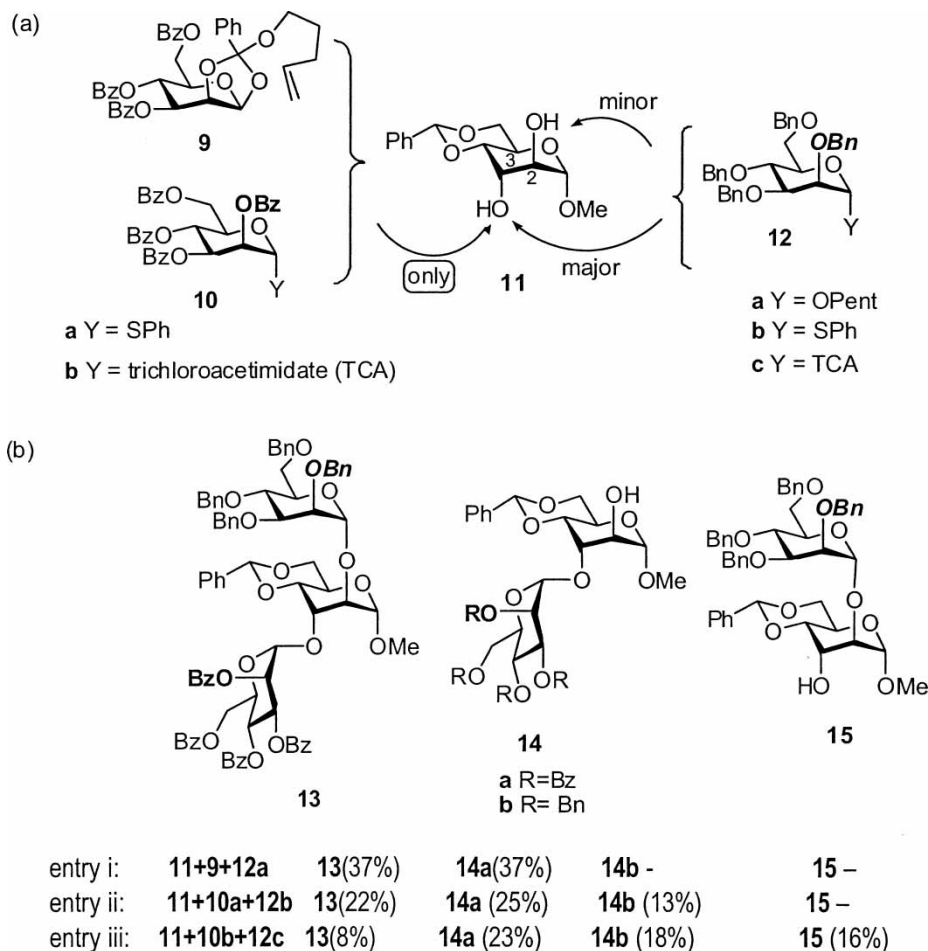 (a)
Ph
O
O
BzO
O
O
BzO
O
BzO
9
BzO
OBz
BzO
O
BzO
Y
10
a Y = SPh
b Y = trichloroacetimidate (TCA)
minor
OH
Ph
O
O
O
3
2
HO
OMe
only
11
major
BnO
OBn
BnO
O
BnO
Y
12
a Y = OPent
b Y = SPh
c Y = TCA
(b)
BnO
OBn
BnO
O
BnO
O
Ph
O
O
O
O
OMe
BzO
O
BzO
BzO
OBz
13
OH
Ph
O
O
O
O
OMe
RO
O
RO
RO
OR
14
a R=Bz
b R= Bn
BnO
OBn
BnO
O
BnO
O
Ph
O
O
O
HO
OMe
15
entry i: 11+9+12a 13(37%) 14a(37%) 14b - 15 –
entry ii: 11+10a+12b 13(22%) 14a (25%) 14b (13%) 15 –
entry iii: 11+10b+12c 13(8%) 14a (23%) 14b (18%) 15 (16%)